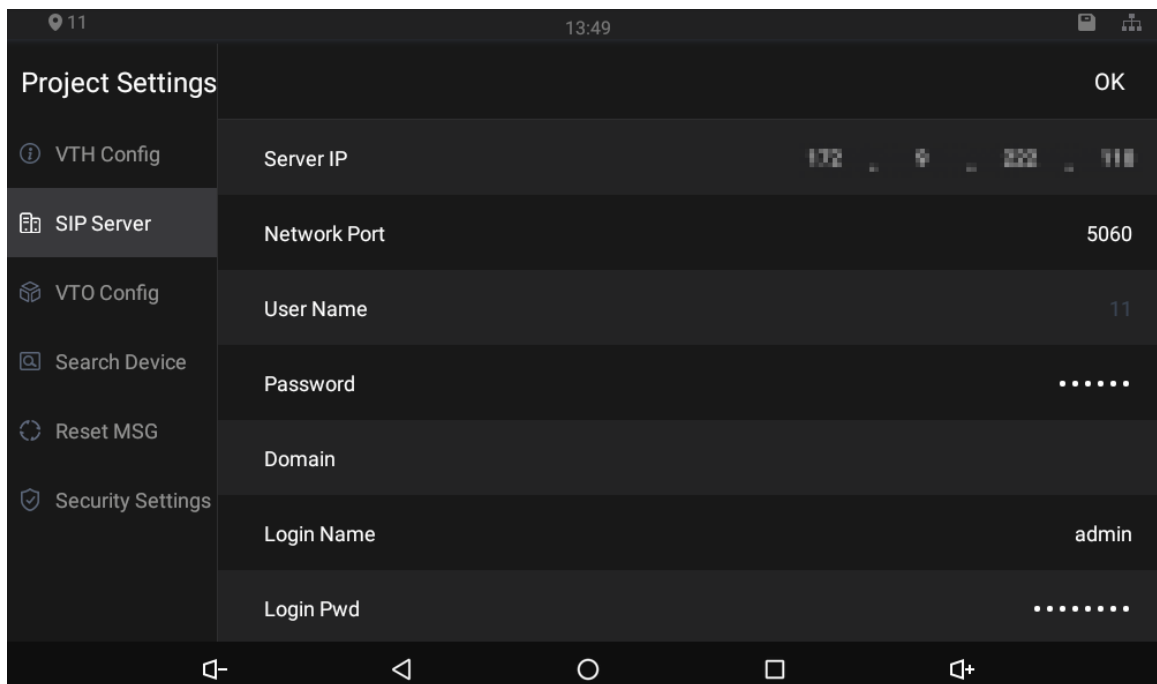 11
13:49
Project Settings
OK
VTH Config
Server IP
SIP Server
Network Port
5060
VTO Config
User Name
11
Search Device
Password
••••••
Reset MSG
Domain
Security Settings
Login Name
admin
Login Pwd
••••••••